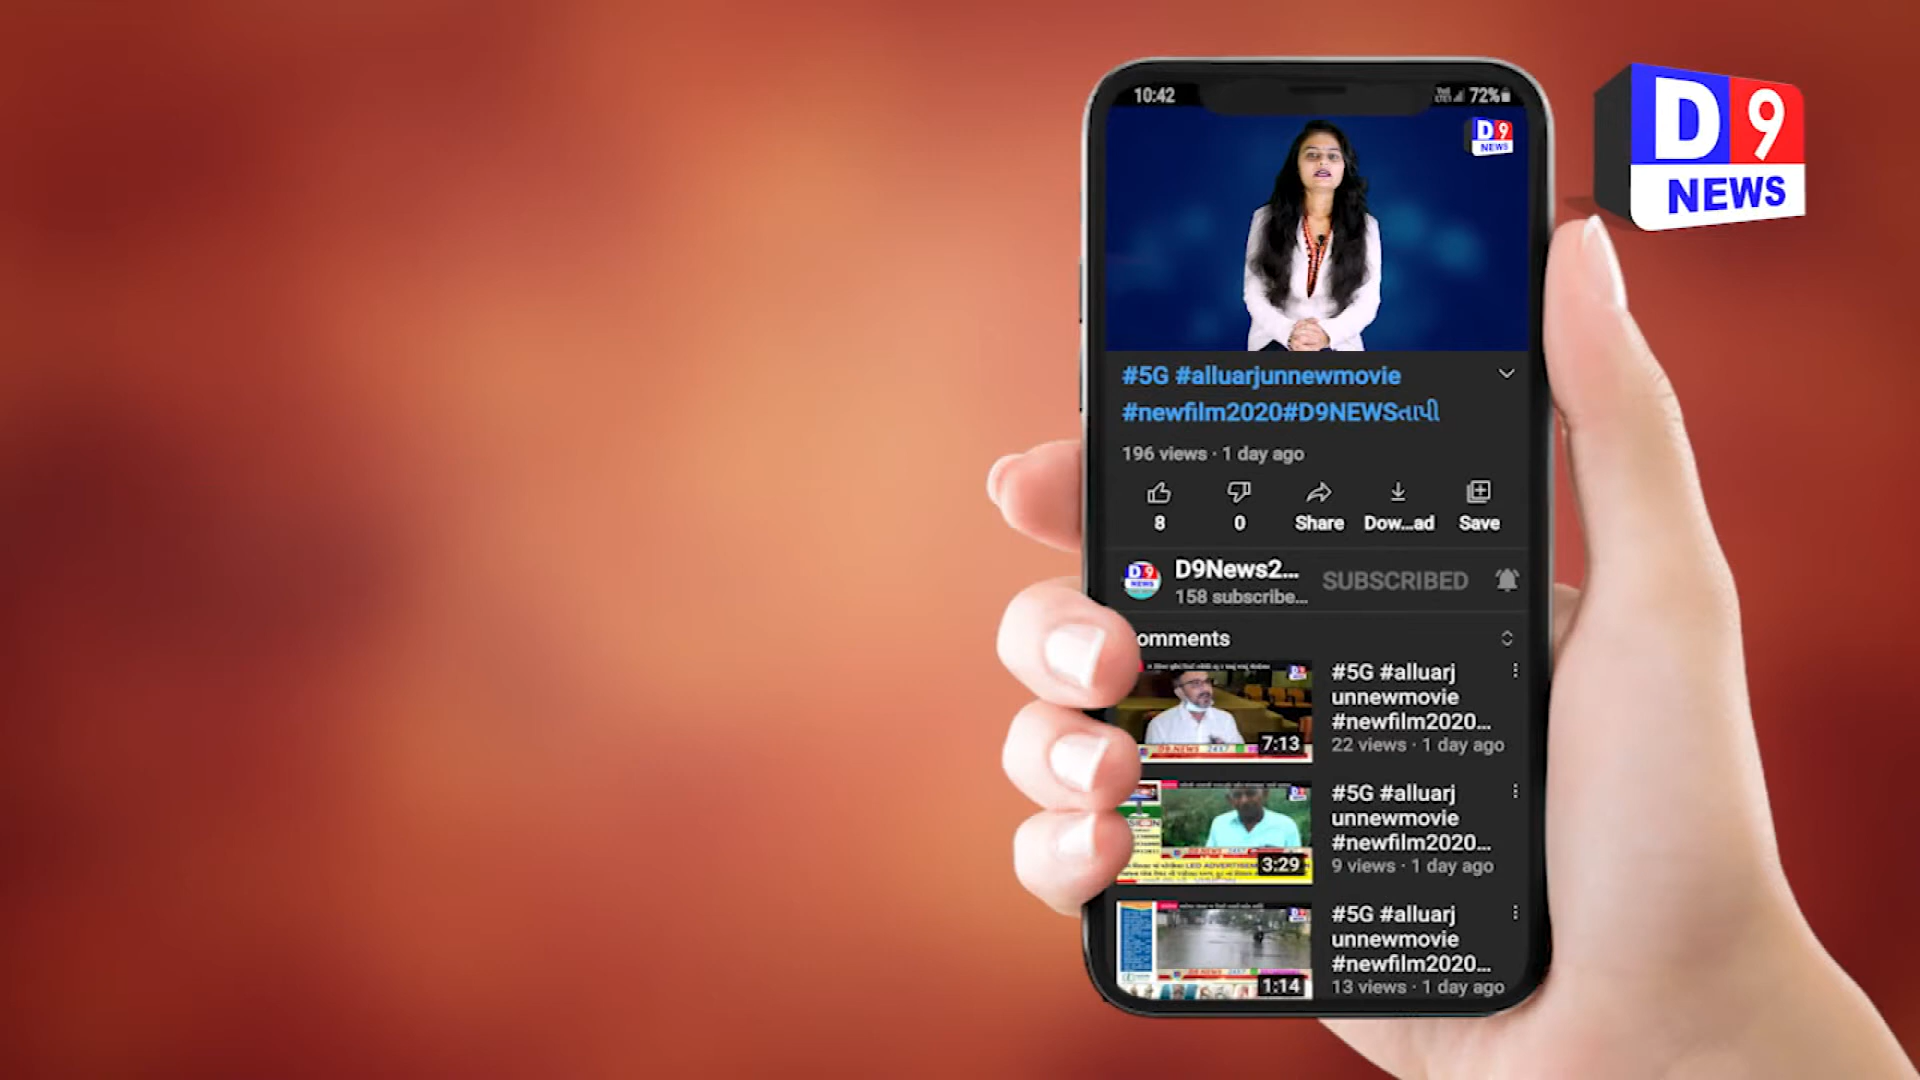 10:42
72%
D9
NEWS
D9
NEWS
#5G #alluarjunnewmovie
#newfilm2020#D9NEWSતાપી
196 views · 1 day ago
8
0
Share
Dow...ad
Save
D9
NEWS
D9News2...
158 subscribe...
SUBSCRIBED
omments
#5G #alluarj
unnewmovie
#newfilm2020...
22 views · 1 day ago
7:13
#5G #alluarj
unnewmovie
#newfilm2020...
9 views · 1 day ago
3:29
#5G #alluarj
unnewmovie
#newfilm2020...
13 views · 1 day ago
1:14